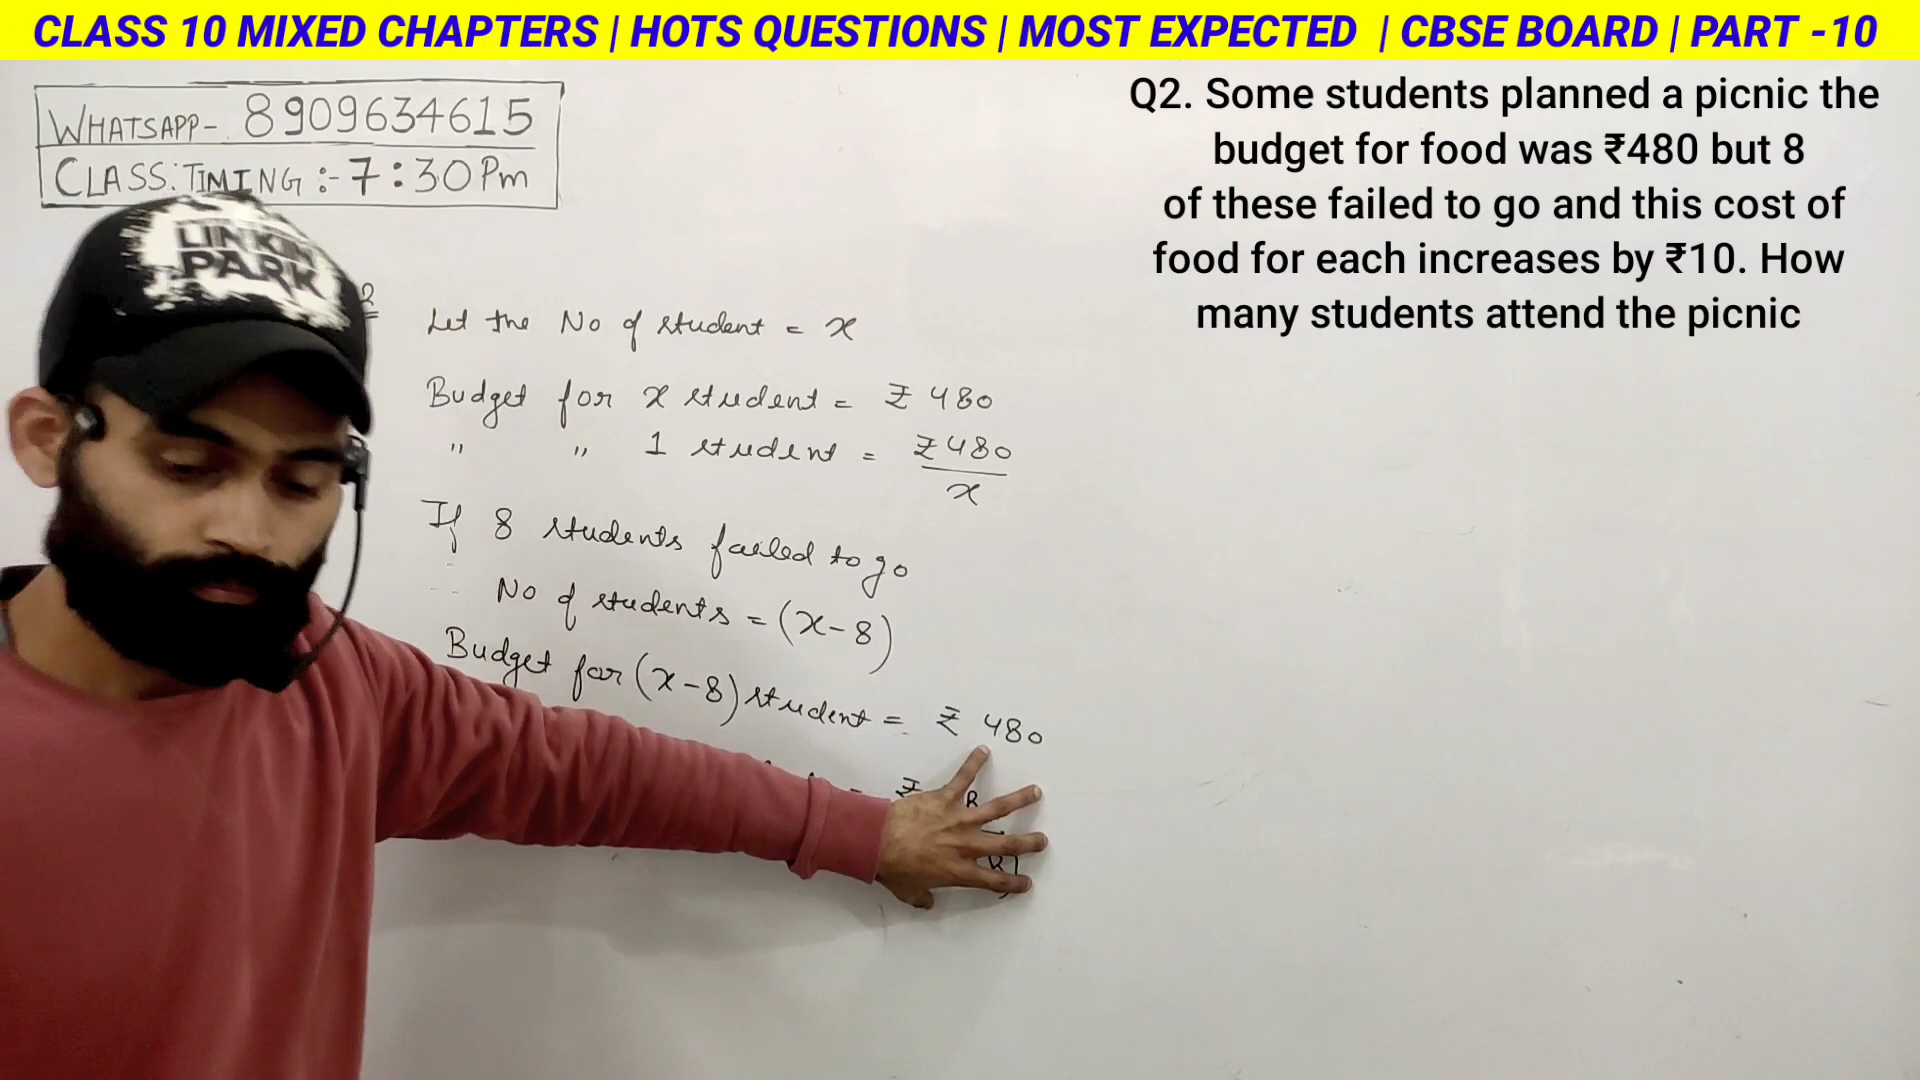 CLASS 10 MIXED CHAPTERS | HOTS QUESTIONS | MOST EXPECTED | CBSE BOARD | PART -10
WHATSAPP- 8909634615
CLASS:TIMING :- 7:30 Pm
Q2. Some students planned a picnic the
budget for food was ₹480 but 8
of these failed to go and this cost of
food for each increases by ₹10. How
many students attend the picnic
LINKIN
PARK
Let the No of student = x
Budget for x student = ₹ 480
" " 1 student = ₹ 480
x
If 8 students failed to go
No of students = (x-8)
Budget for (x-8) student = ₹ 480
= ₹